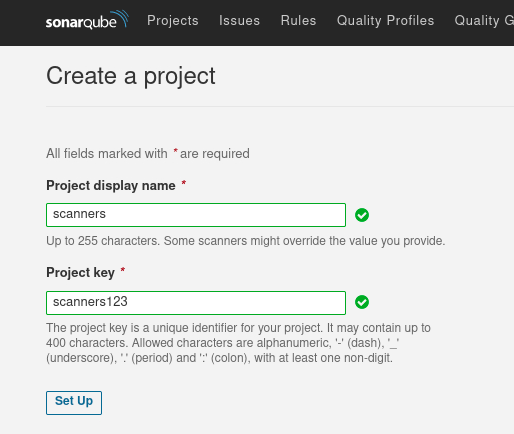 sonarqube Projects Issues Rules Quality Profiles Quality G
Create a project
All fields marked with * are required
Project display name *
scanners
Up to 255 characters. Some scanners might override the value you provide.
Project key *
scanners123
The project key is a unique identifier for your project. It may contain up to
400 characters. Allowed characters are alphanumeric, '-' (dash), '_'
(underscore), '.' (period) and ':' (colon), with at least one non-digit.
Set Up